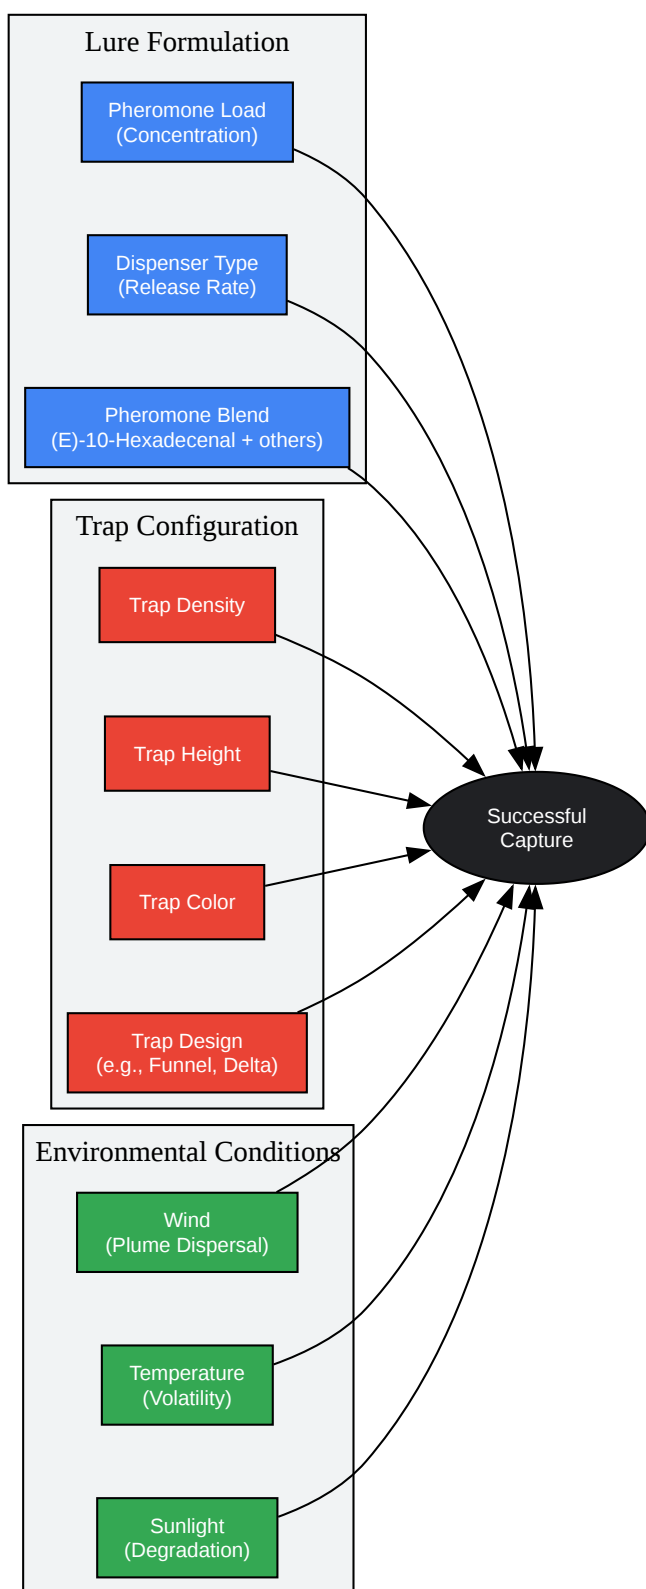 Lure Formulation
Pheromone Load
(Concentration)
Dispenser Type
(Release Rate)
Pheromone Blend
(E)-10-Hexadecenal + others)
Trap Configuration
Trap Density
Trap Height
Trap Color
Trap Design
(e.g., Funnel, Delta)
Successful
Capture
Environmental Conditions
Wind
(Plume Dispersal)
Temperature
(Volatility)
Sunlight
(Degradation)